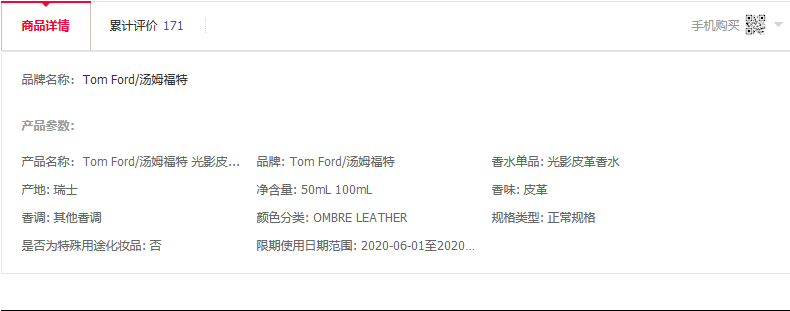 商品详情 累计评价 171 手机购买
品牌名称：Tom Ford/汤姆福特
产品参数：
产品名称：Tom Ford/汤姆福特 光影皮... 品牌: Tom Ford/汤姆福特 香水单品: 光影皮革香水
产地: 瑞士 净含量: 50mL 100mL 香味: 皮革
香调: 其他香调 颜色分类: OMBRE LEATHER 规格类型: 正常规格
是否为特殊用途化妆品: 否 限期使用日期范围: 2020-06-01至2020...